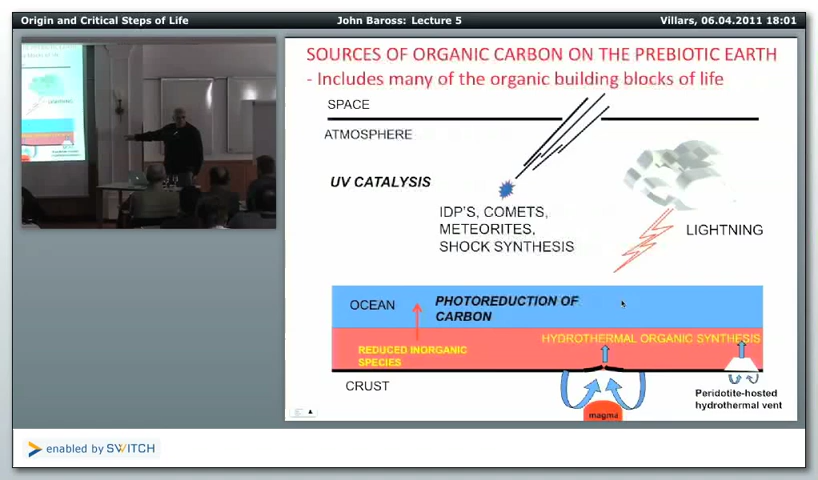 Origin and Critical Steps of Life
John Baross: Lecture 5
Villars, 06.04.2011 18:01
SOURCES OF ORGANIC CARBON ON THE PREBIOTIC EARTH
- Includes many of the organic building blocks of life
SPACE
ATMOSPHERE
UV CATALYSIS
IDP'S, COMETS,
METEORITES,
SHOCK SYNTHESIS
LIGHTNING
OCEAN
PHOTOREDUCTION OF
CARBON
HYDROTHERMAL ORGANIC SYNTHESIS
REDUCED INORGANIC
SPECIES
CRUST
magma
Peridotite-hosted
hydrothermal vent
enabled by SWITCH